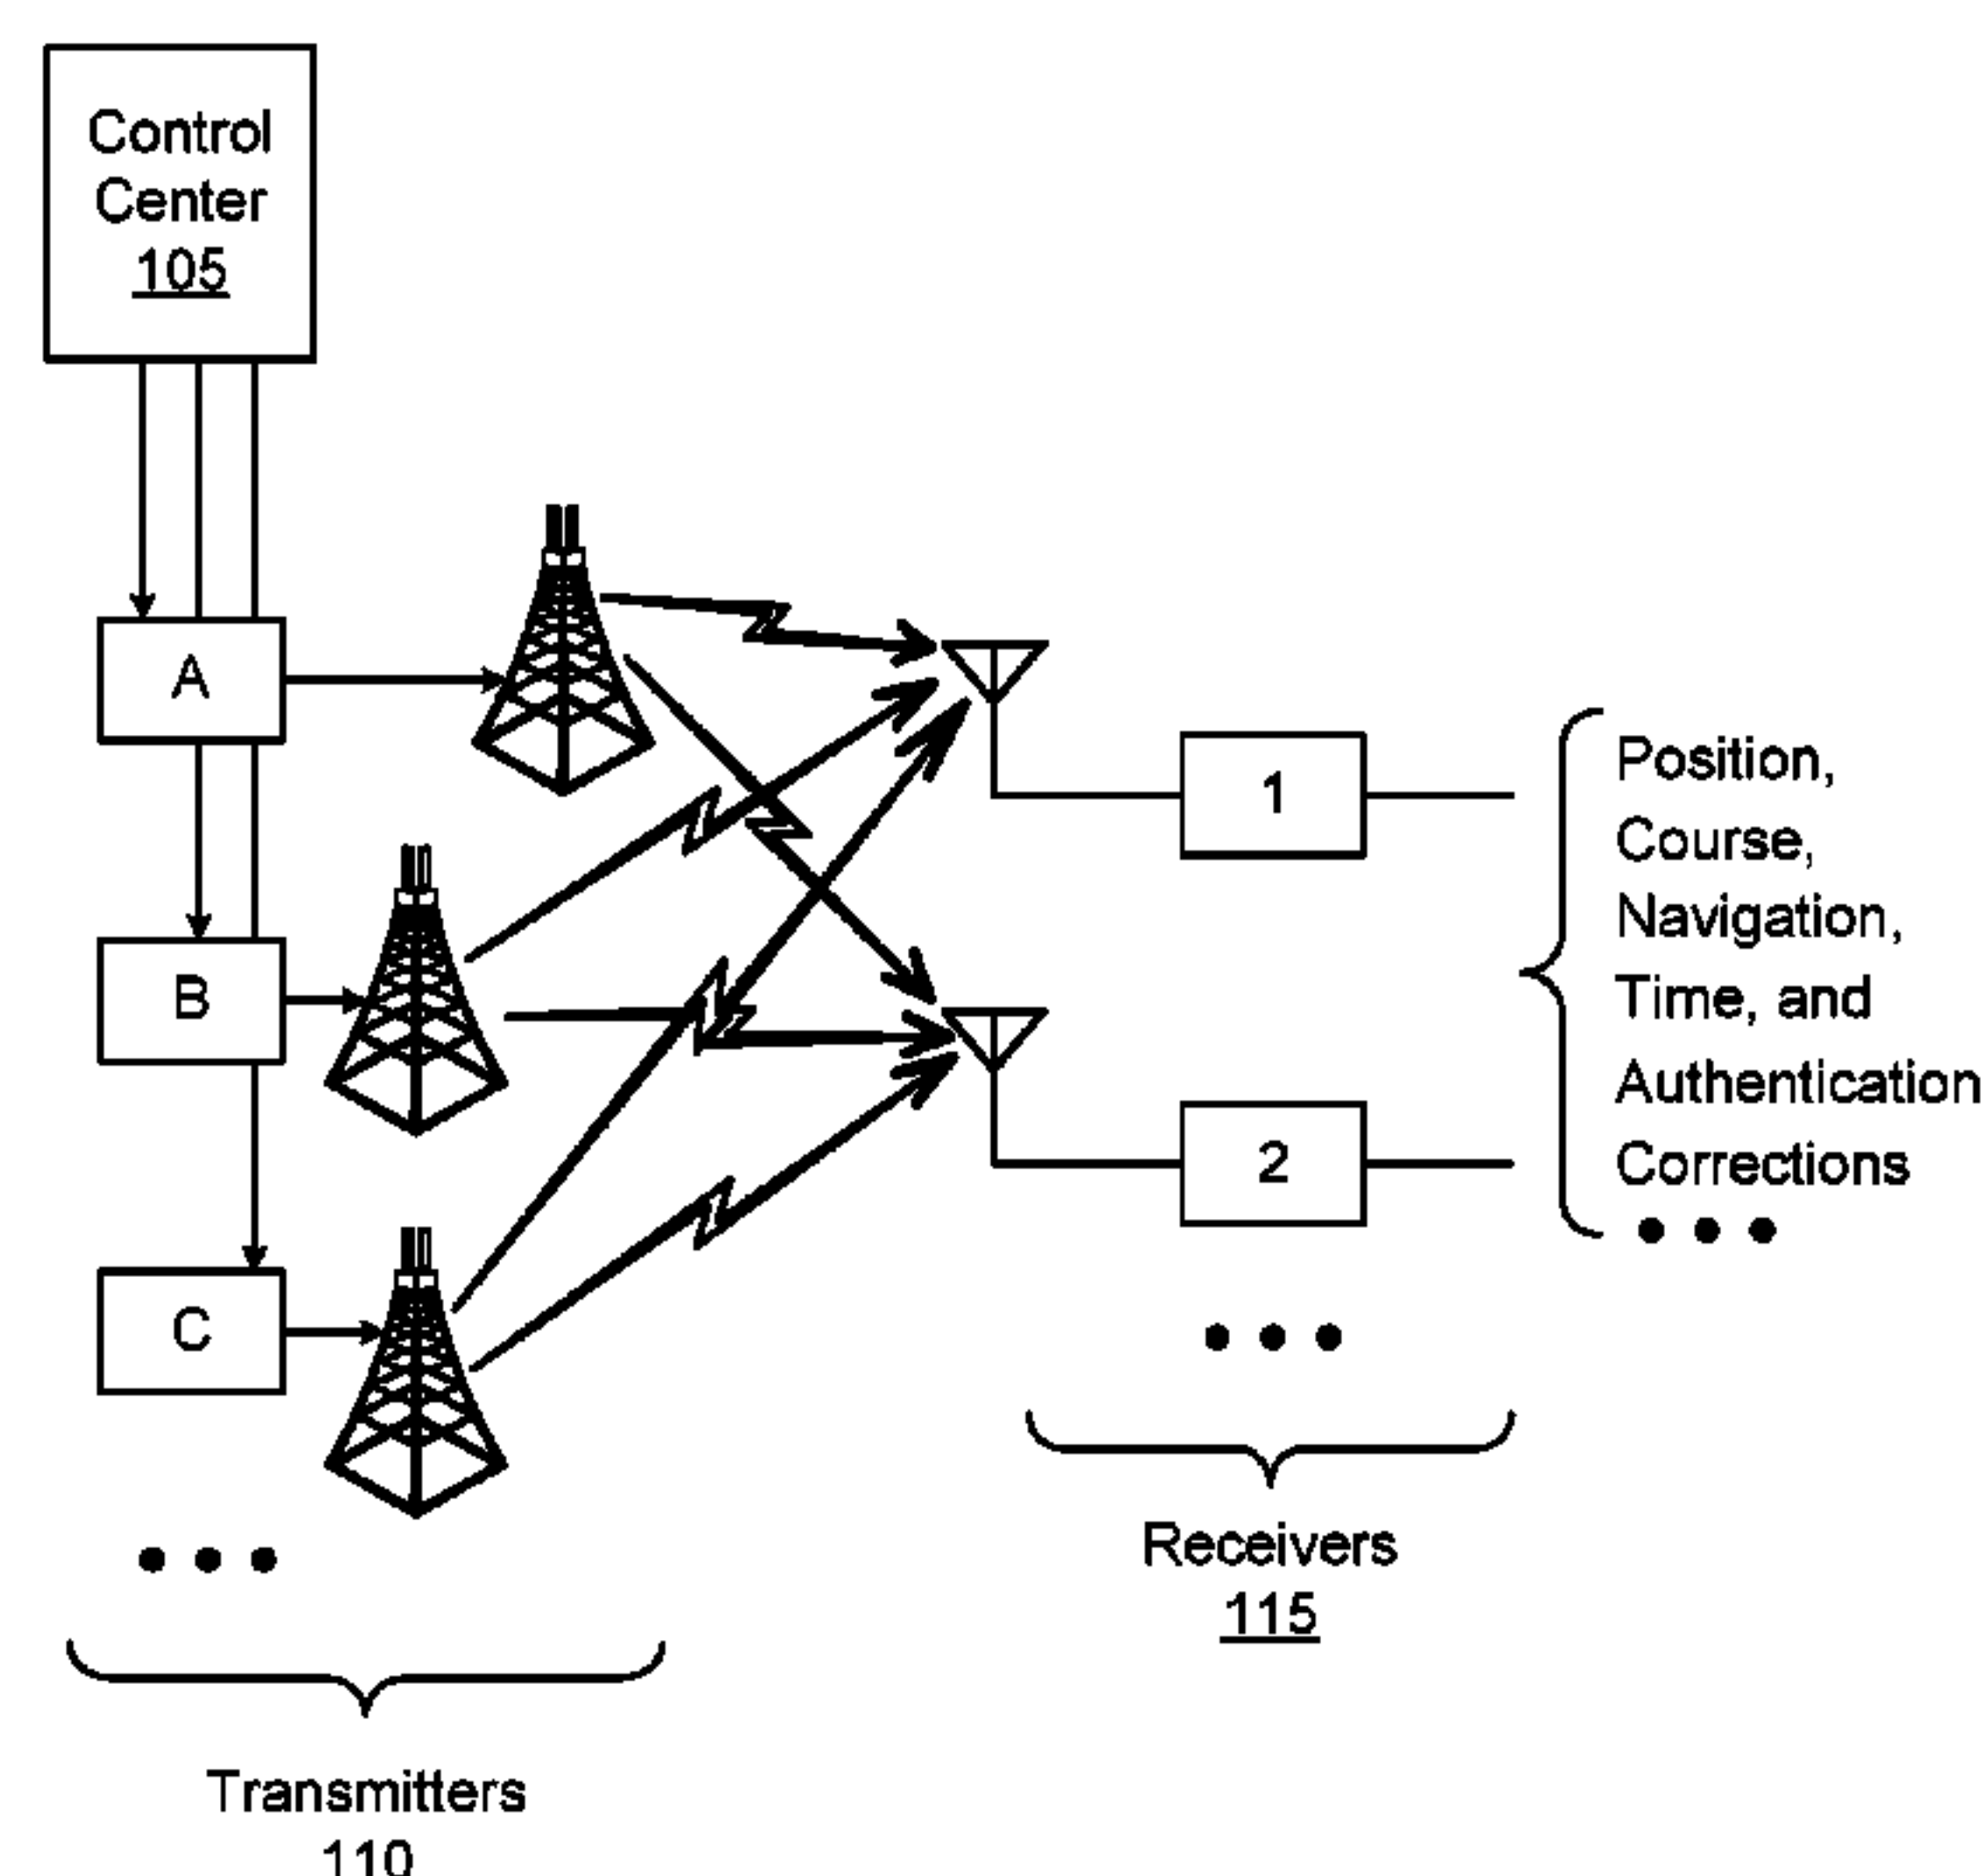 Control
Center
105
A
B
C
1
2
Position,
Course,
Navigation,
Time, and
Authentication
Corrections
Receivers
115
Transmitters
110